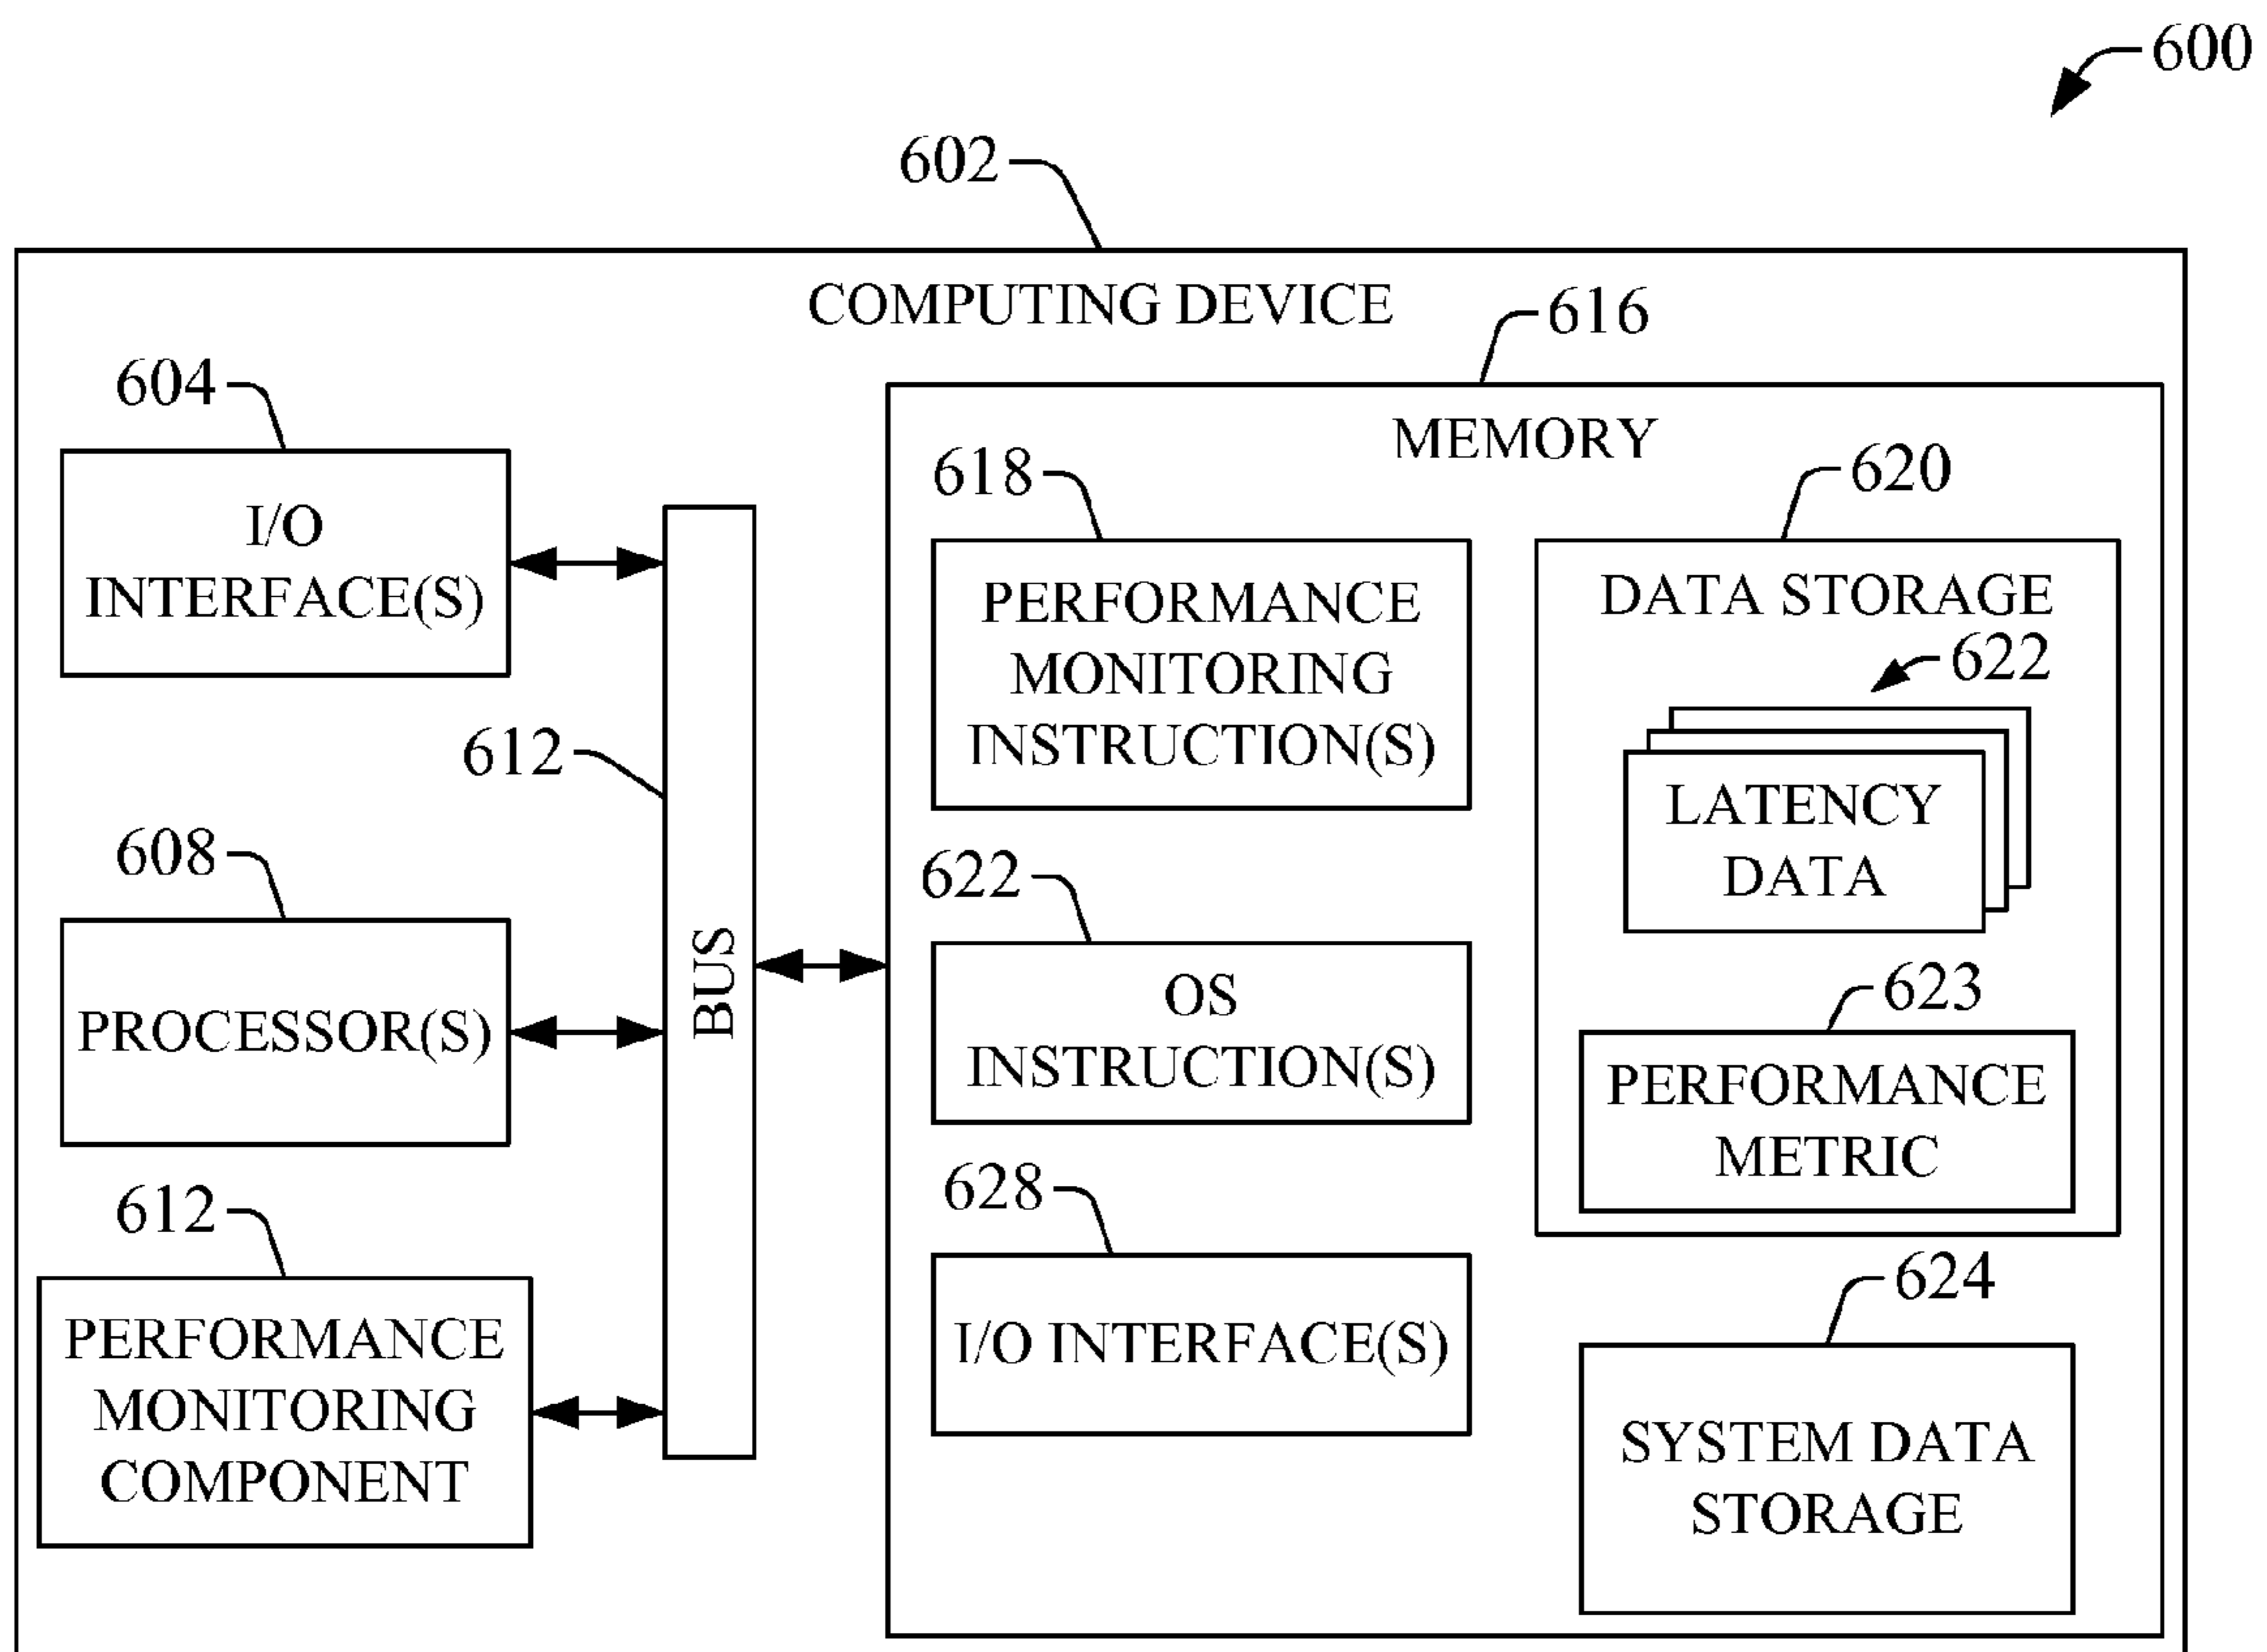 600
602
COMPUTING DEVICE
604
I/O
INTERFACE(S)
608
PROCESSOR(S)
612
PERFORMANCE
MONITORING
COMPONENT
612
BUS
616
MEMORY
618
PERFORMANCE
MONITORING
INSTRUCTION(S)
622
OS
INSTRUCTION(S)
628
I/O INTERFACE(S)
620
DATA STORAGE
622
LATENCY
DATA
623
PERFORMANCE
METRIC
624
SYSTEM DATA
STORAGE